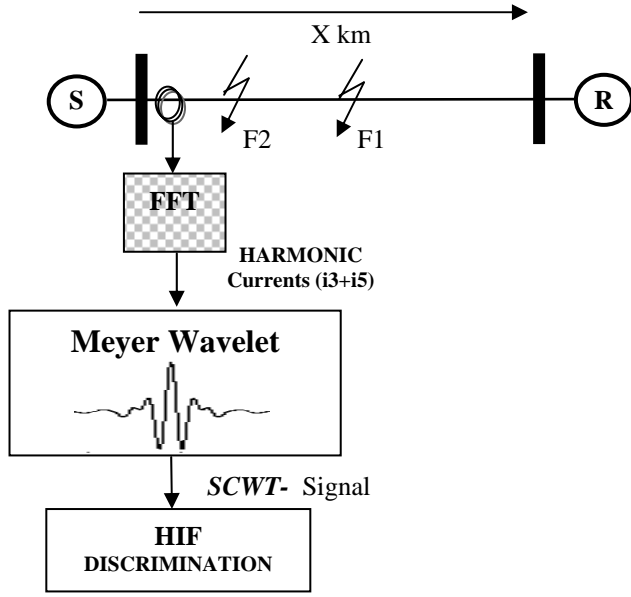 X km
S
R
F2
F1
FFT
HARMONIC
Currents (i3+i5)
Meyer Wavelet
SCWT- Signal
HIF
DISCRIMINATION